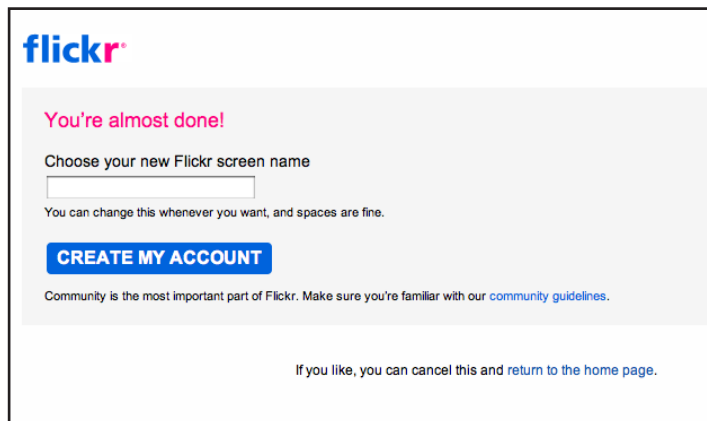 flickr®
You're almost done!
Choose your new Flickr screen name
You can change this whenever you want, and spaces are fine.
CREATE MY ACCOUNT
Community is the most important part of Flickr. Make sure you're familiar with our community guidelines.
If you like, you can cancel this and return to the home page.